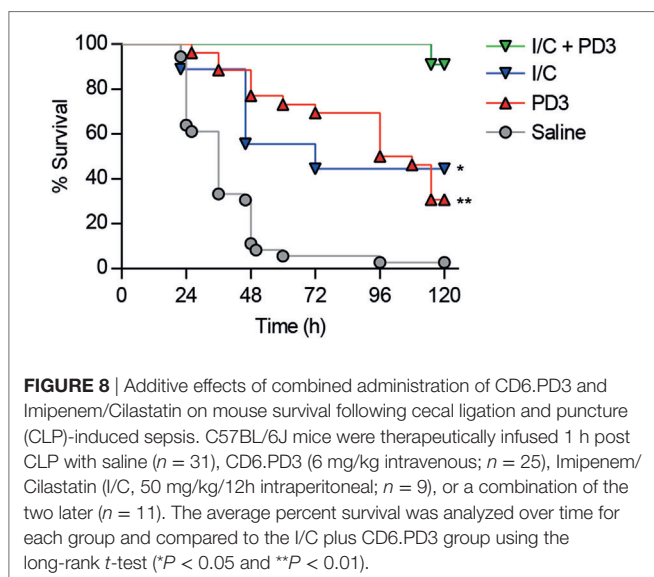 100
80
60
40
20
0
% Survival
0 24 48 72 96 120
Time (h)
*
**
I/C + PD3
I/C
PD3
Saline
FIGURE 8 | Additive effects of combined administration of CD6.PD3 and
Imipenem/Cilastatin on mouse survival following cecal ligation and puncture
(CLP)-induced sepsis. C57BL/6J mice were therapeutically infused 1 h post
CLP with saline (n = 31), CD6.PD3 (6 mg/kg intravenous; n = 25), Imipenem/
Cilastatin (I/C, 50 mg/kg/12h intraperitoneal; n = 9), or a combination of the
two later (n = 11). The average percent survival was analyzed over time for
each group and compared to the I/C plus CD6.PD3 group using the
long-rank t-test (*P < 0.05 and **P < 0.01).